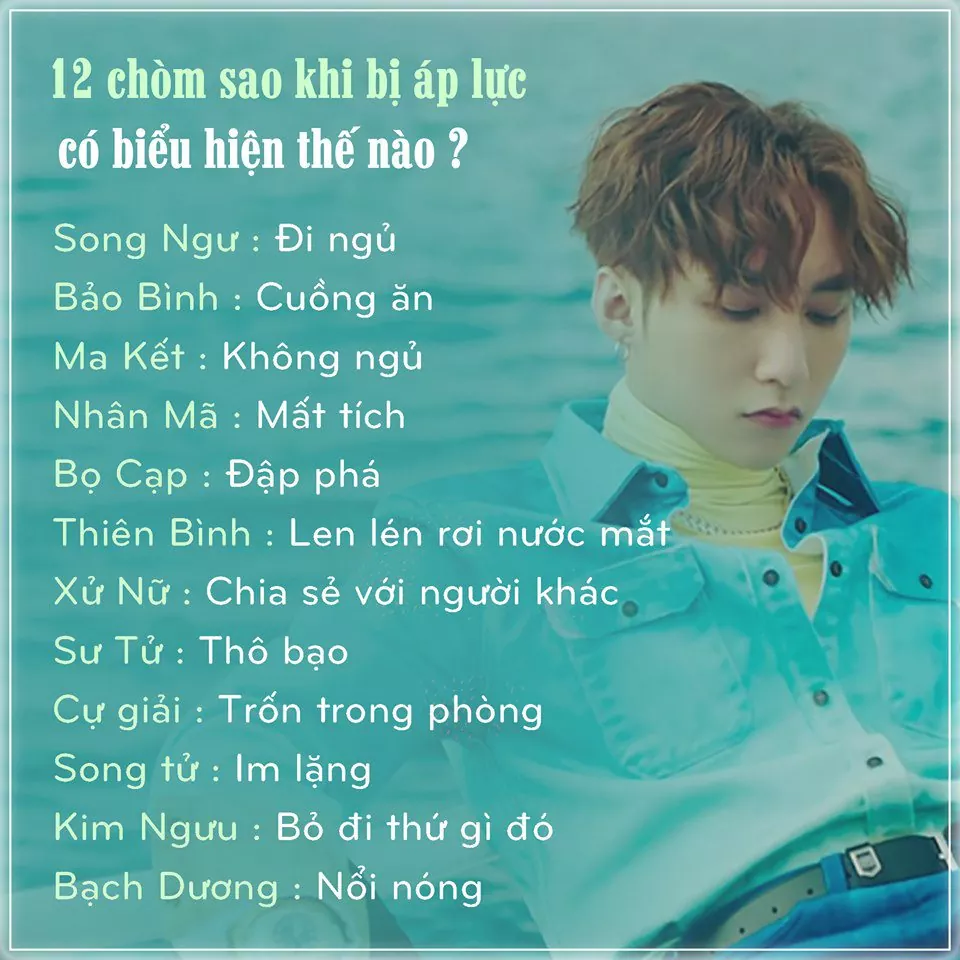 12 chòm sao khi bị áp lực
có biểu hiện thế nào ?
Song Ngư : Đi ngủ
Bảo Bình : Cuồng ăn
Ma Kết : Không ngủ
Nhân Mã : Mất tích
Bọ Cạp : Đập phá
Thiên Bình : Len lén rơi nước mắt
Xử Nữ : Chia sẻ với người khác
Sư Tử : Thô bạo
Cự giải : Trốn trong phòng
Song tử : Im lặng
Kim Ngưu : Bỏ đi thứ gì đó
Bạch Dương : Nổi nóng